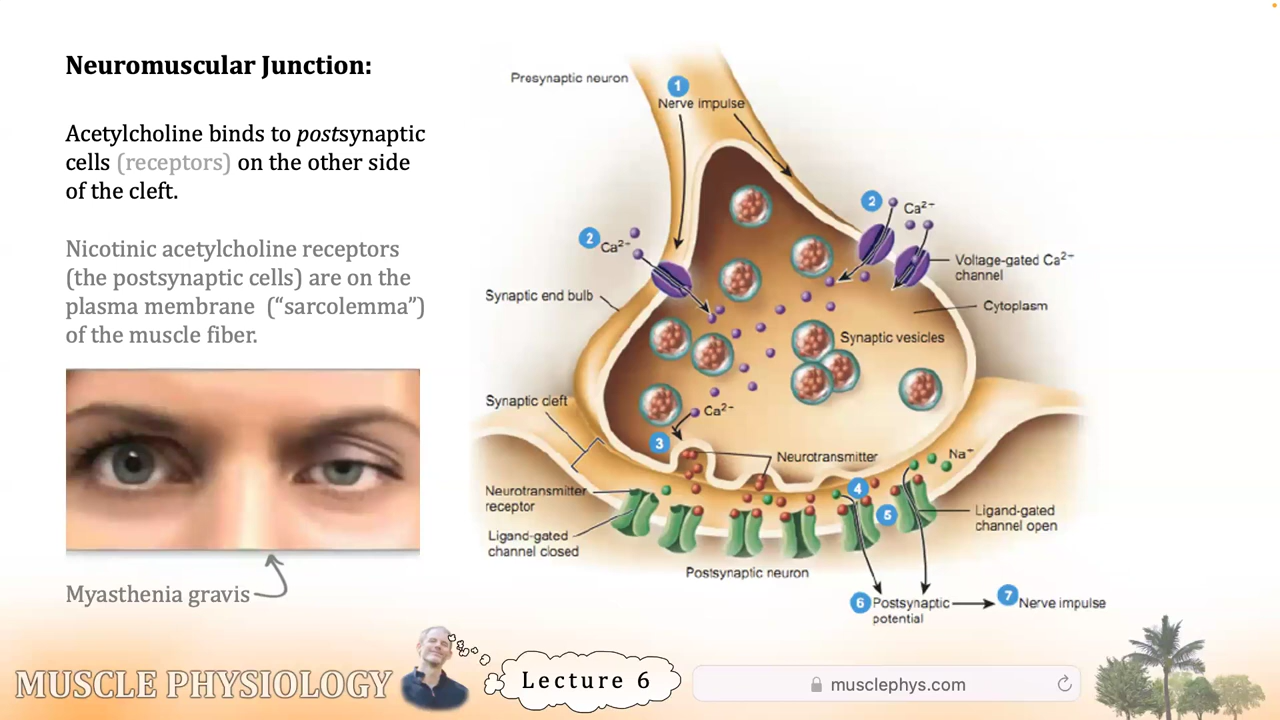 Neuromuscular Junction:
Acetylcholine binds to postsynaptic
cells (receptors) on the other side
of the cleft.
Nicotinic acetylcholine receptors
(the postsynaptic cells) are on the
plasma membrane (“sarcolemma”)
of the muscle fiber.
Myasthenia gravis
Presynaptic neuron
1
Nerve impulse
2
Ca²⁺
2
Ca²⁺
Voltage-gated Ca²⁺
channel
Synaptic end bulb
Cytoplasm
Synaptic vesicles
Synaptic cleft
Ca²⁺
3
Neurotransmitter
Na⁺
Neurotransmitter
receptor
4
5
Ligand-gated
channel open
Ligand-gated
channel closed
Postsynaptic neuron
6 Postsynaptic
potential
7 Nerve impulse
MUSCLE PHYSIOLOGY
Lecture 6
musclephys.com